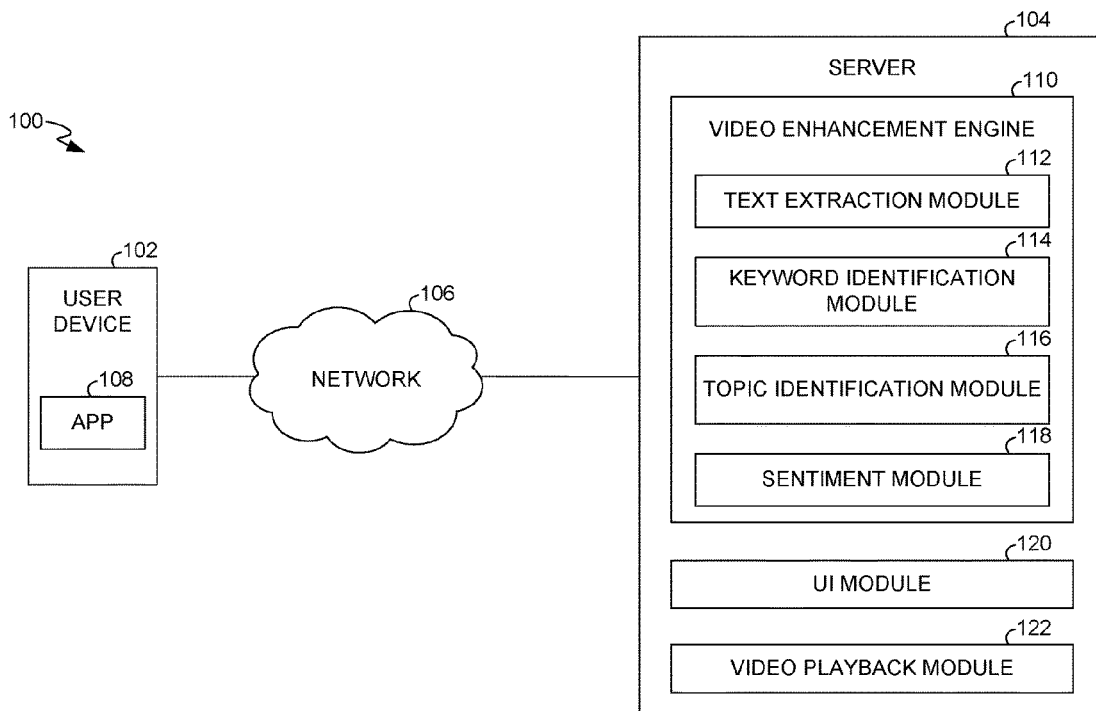 104
SERVER
110
100
VIDEO ENHANCEMENT ENGINE
112
TEXT EXTRACTION MODULE
102
114
USER
DEVICE
106
KEYWORD IDENTIFICATION
MODULE
116
108
NETWORK
TOPIC IDENTIFICATION MODULE
APP
118
SENTIMENT MODULE
120
UI MODULE
122
VIDEO PLAYBACK MODULE